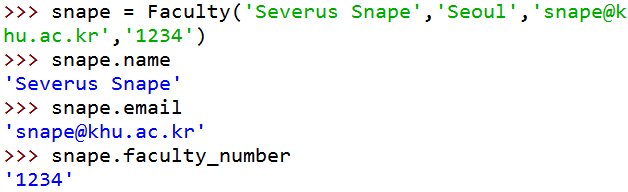 >>> snape = Faculty('Severus Snape','Seoul','snape@k
hu.ac.kr','1234')
>>> snape.name
'Severus Snape'
>>> snape.email
'snape@khu.ac.kr'
>>> snape.faculty_number
'1234'